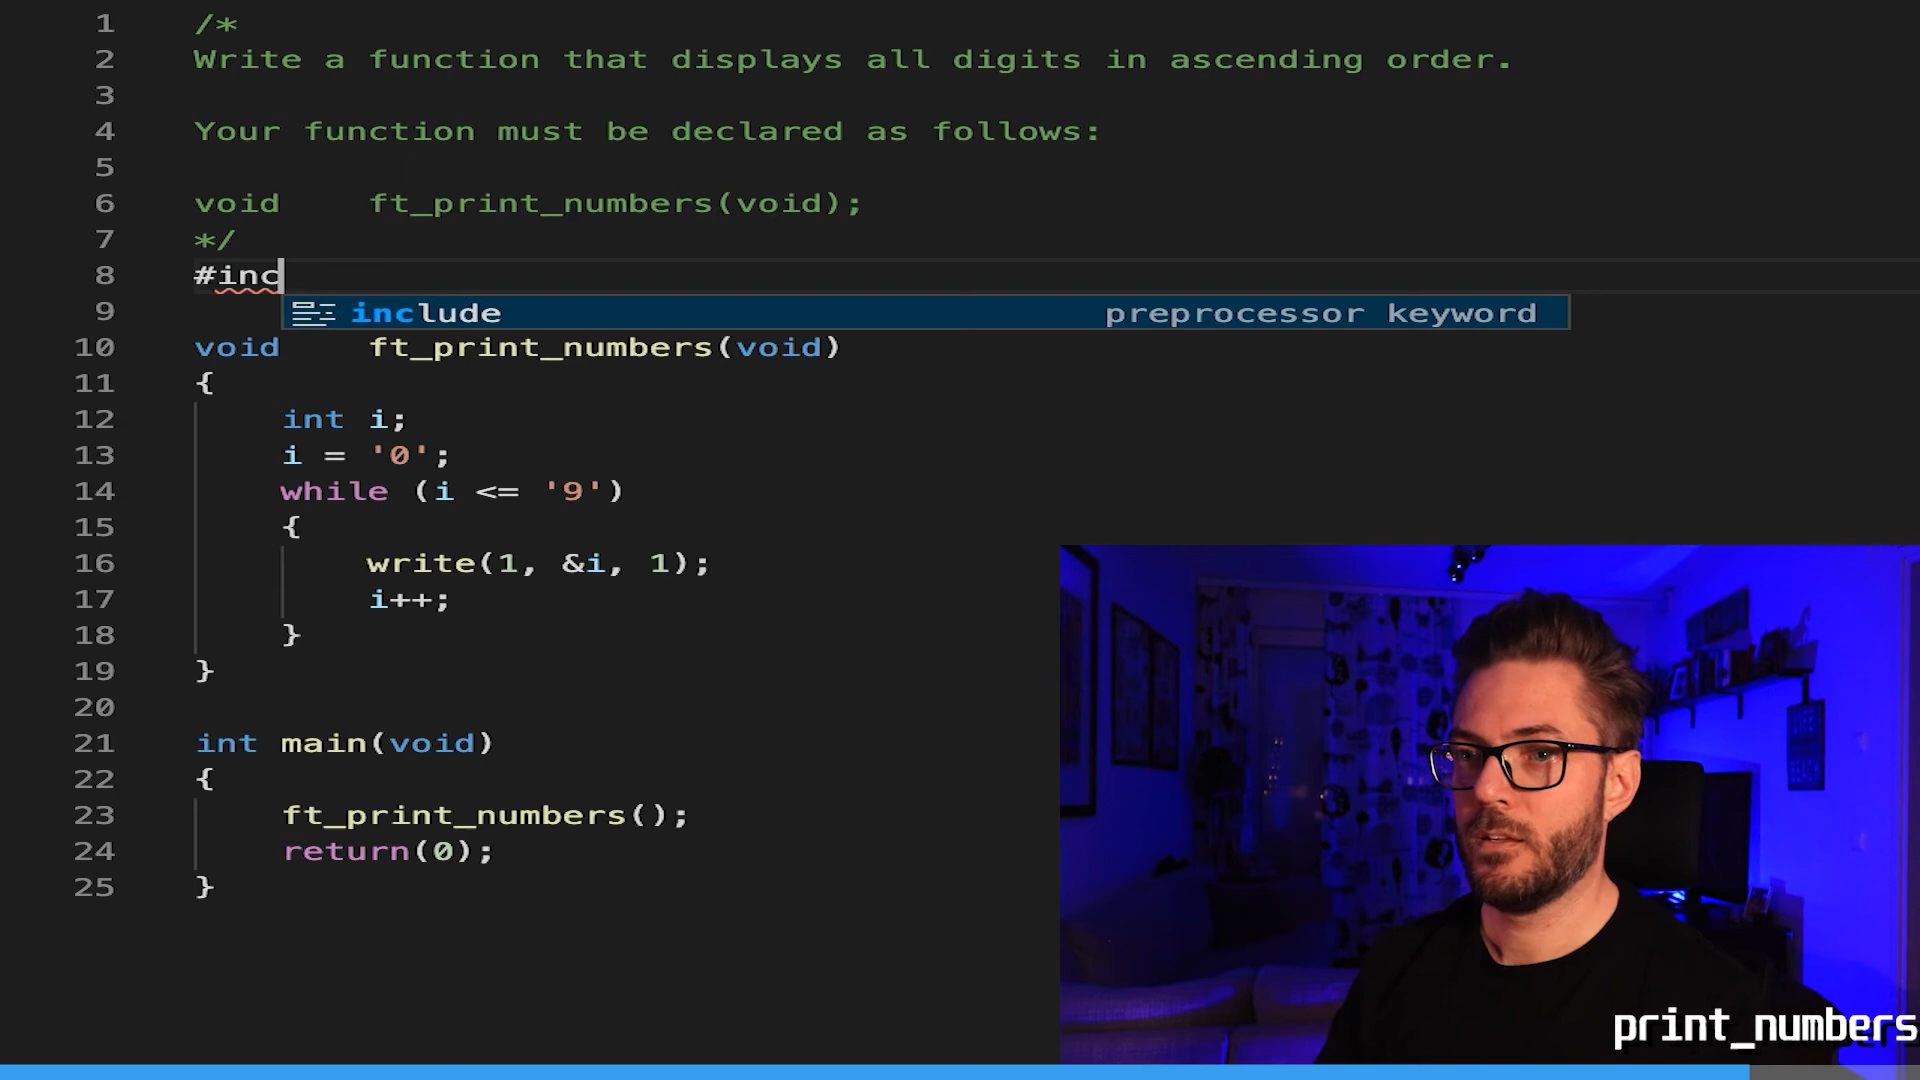 1 /*
2 Write a function that displays all digits in ascending order.
3
4 Your function must be declared as follows:
5
6 void ft_print_numbers(void);
7 */
8 #inc
9 include preprocessor keyword
10 void ft_print_numbers(void)
11 {
12 int i;
13 i = '0';
14 while (i <= '9')
15 {
16 write(1, &i, 1);
17 i++;
18 }
19 }
20
21 int main(void)
22 {
23 ft_print_numbers();
24 return(0);
25 }
print_numbers